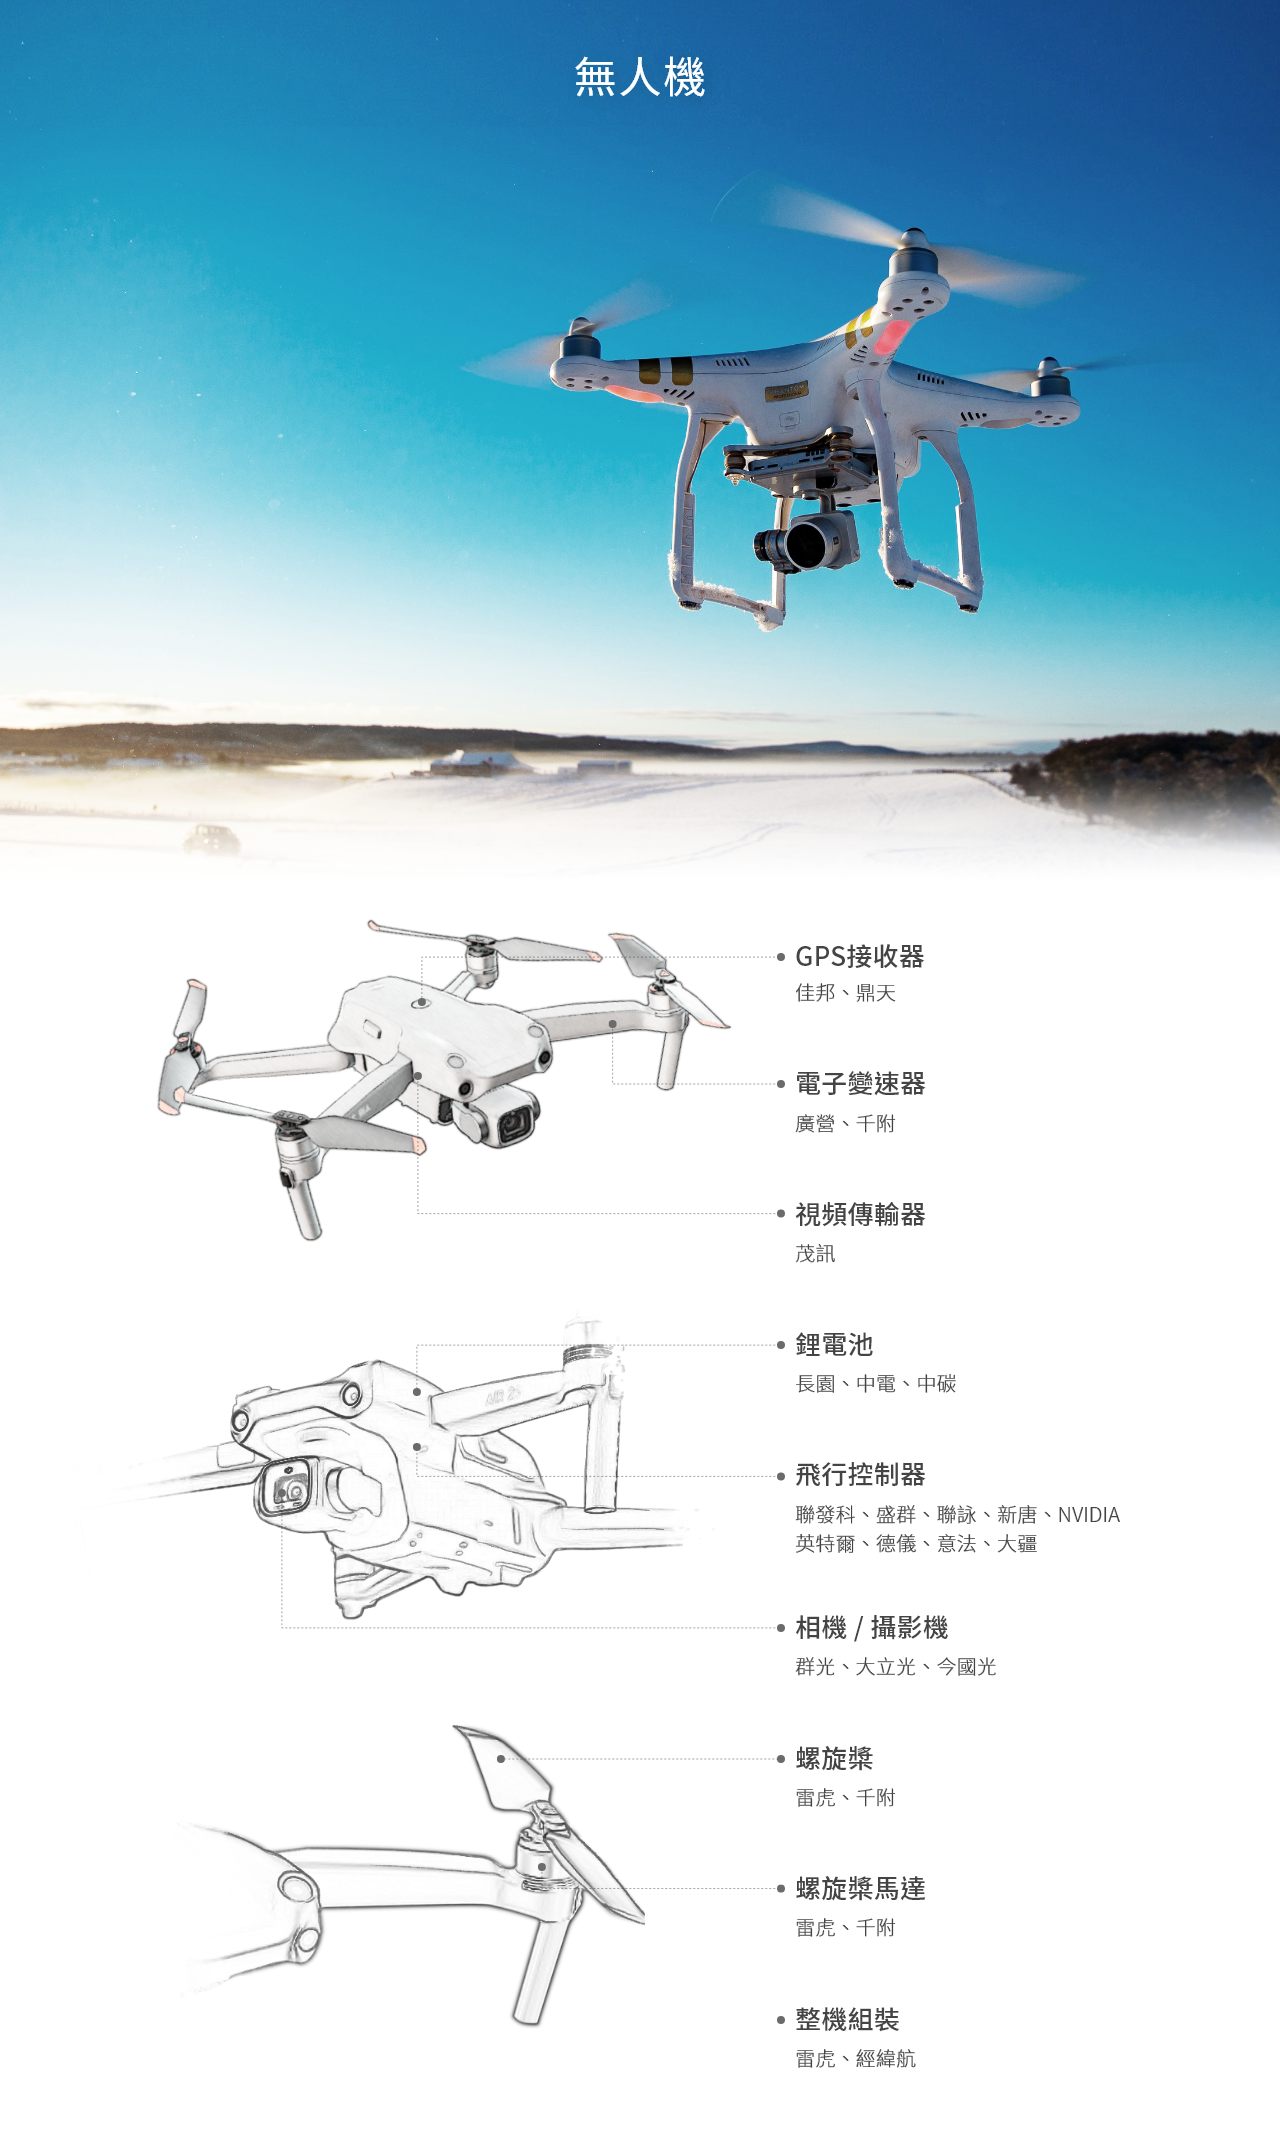 無人機
GPS接收器
佳邦、鼎天
電子變速器
廣營、千附
視頻傳輸器
茂訊
鋰電池
長園、中電、中碳
飛行控制器
聯發科、盛群、聯詠、新唐、NVIDIA
英特爾、德儀、意法、大疆
相機 / 攝影機
群光、大立光、今國光
螺旋槳
雷虎、千附
螺旋槳馬達
雷虎、千附
整機組裝
雷虎、經緯航